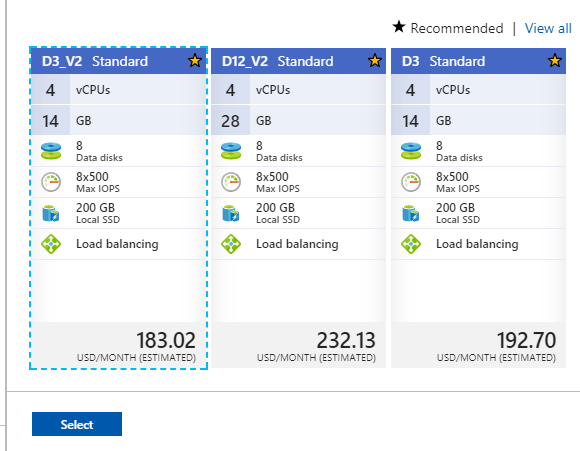 ★ Recommended | View all
D3_V2 Standard
4 vCPUs
14 GB
8
Data disks
8x500
Max IOPS
200 GB
Local SSD
Load balancing
183.02
USD/MONTH (ESTIMATED)
D12_V2 Standard
4 vCPUs
28 GB
8
Data disks
8x500
Max IOPS
200 GB
Local SSD
Load balancing
232.13
USD/MONTH (ESTIMATED)
D3 Standard
4 vCPUs
14 GB
8
Data disks
8x500
Max IOPS
200 GB
Local SSD
Load balancing
192.70
USD/MONTH (ESTIMATED)
Select